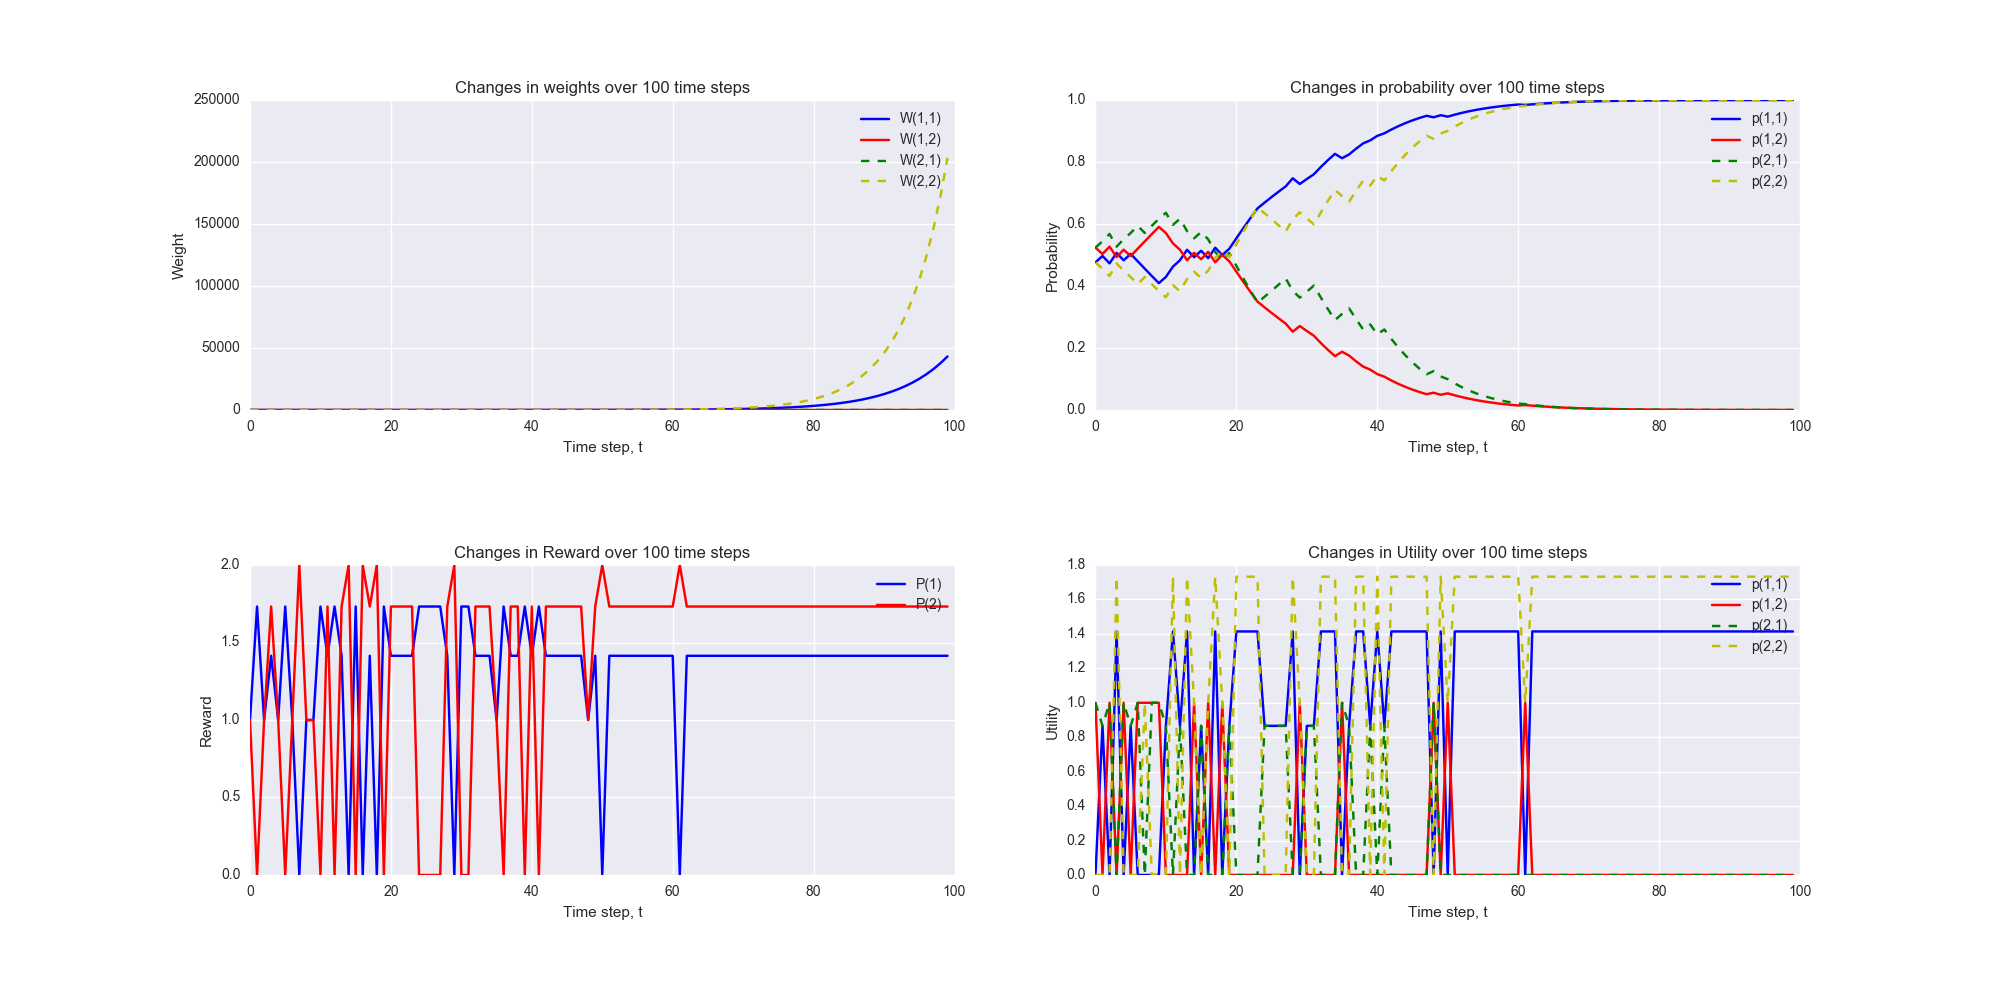 Changes in weights over 100 time steps
250000
200000
150000
100000
50000
0
Weight
W(1,1)
W(1,2)
W(2,1)
W(2,2)
0 20 40 60 80 100
Time step, t
Changes in probability over 100 time steps
1.0
0.8
0.6
0.4
0.2
0.0
Probability
p(1,1)
p(1,2)
p(2,1)
p(2,2)
0 20 40 60 80 100
Time step, t
Changes in Reward over 100 time steps
2.0
1.5
1.0
0.5
0.0
Reward
P(1)
P(2)
0 20 40 60 80 100
Time step, t
Changes in Utility over 100 time steps
1.8
1.6
1.4
1.2
1.0
0.8
0.6
0.4
0.2
0.0
Utility
p(1,1)
p(1,2)
p(2,1)
p(2,2)
0 20 40 60 80 100
Time step, t